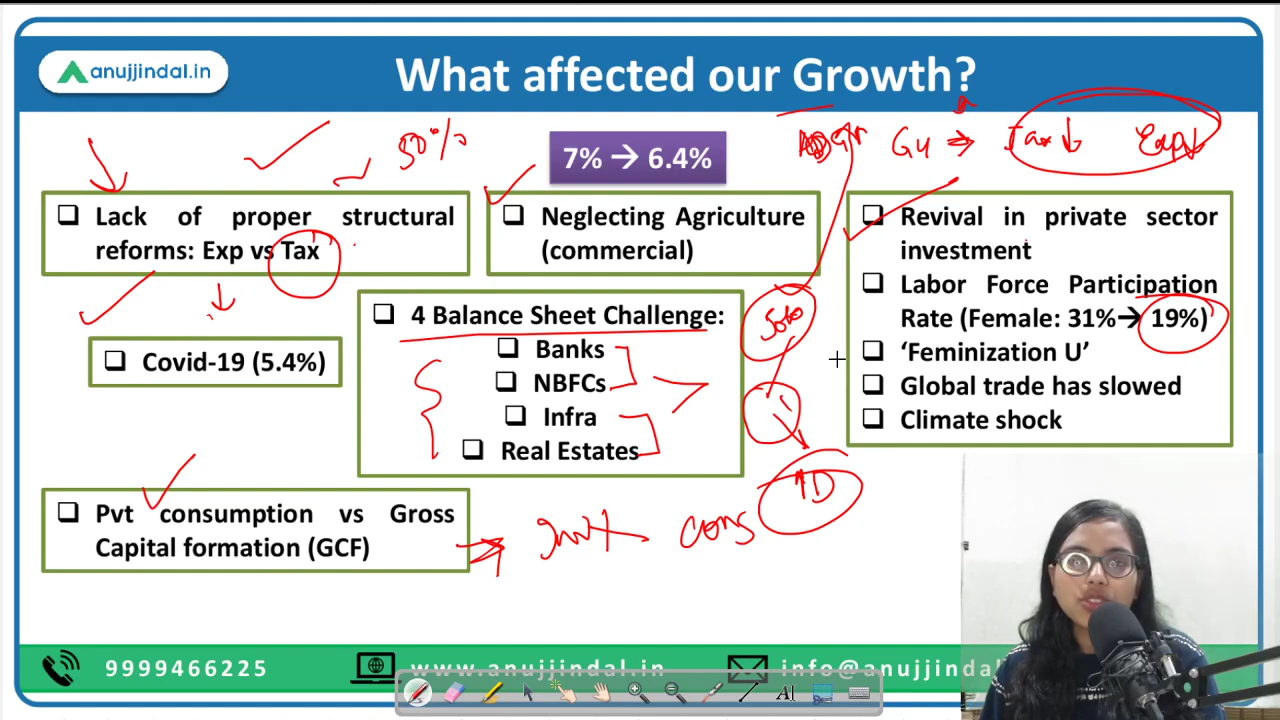 anujjindal.in
What affected our Growth?
7% → 6.4%
50%
Tax ↓
❑ Lack of proper structural
reforms: Exp vs Tax
❑ Neglecting Agriculture
(commercial)
❑ Revival in private sector
investment
❑ Labor Force Participation
Rate (Female: 31%→ 19%)
❑ ‘Feminization U’
❑ Global trade has slowed
❑ Climate shock
❑ Covid-19 (5.4%)
❑ 4 Balance Sheet Challenge:
❑ Banks
❑ NBFCs
❑ Infra
❑ Real Estates
❑ Pvt consumption vs Gross
Capital formation (GCF)
cons
9999466225
www.anujjindal.in
info@anujjind